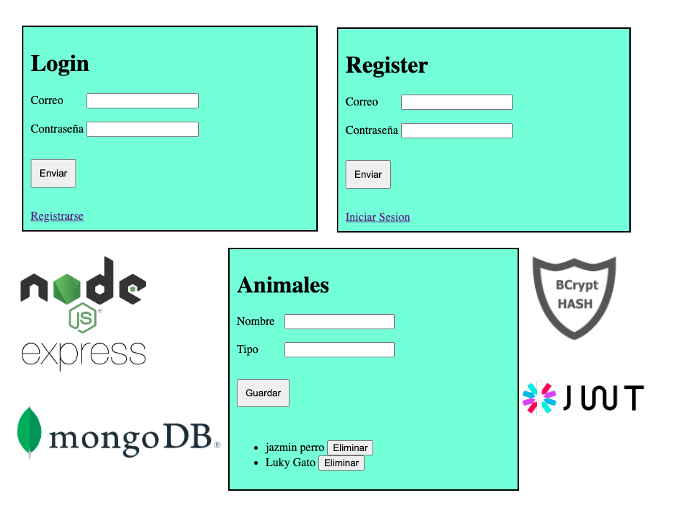 Login
Correo
Contraseña
Enviar
Registrarse
Register
Correo
Contraseña
Enviar
Iniciar Sesion
node
JS®
express
mongoDB®
Animales
Nombre
Tipo
Guardar
jazmin perro Eliminar
Luky Gato Eliminar
BCrypt
HASH
JWT